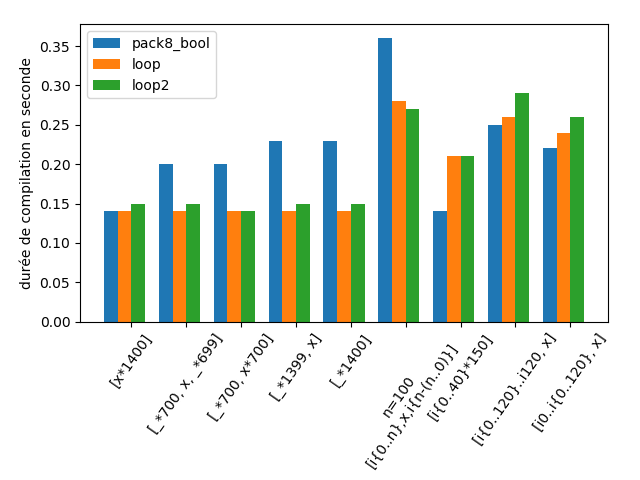 durée de compilation en seconde
0.35
0.30
0.25
0.20
0.15
0.10
0.05
0.00
pack8_bool
loop
loop2
[x*1400]
[_*700, x, _*699]
[_*700, x*700]
[_*1399, x]
[_*1400]
n=100
[i{0..n},x,i{n-(n..0)}]
[i{0..40}*150]
[i{0..120}..i120, x]
[i0..i{0..120}, x]